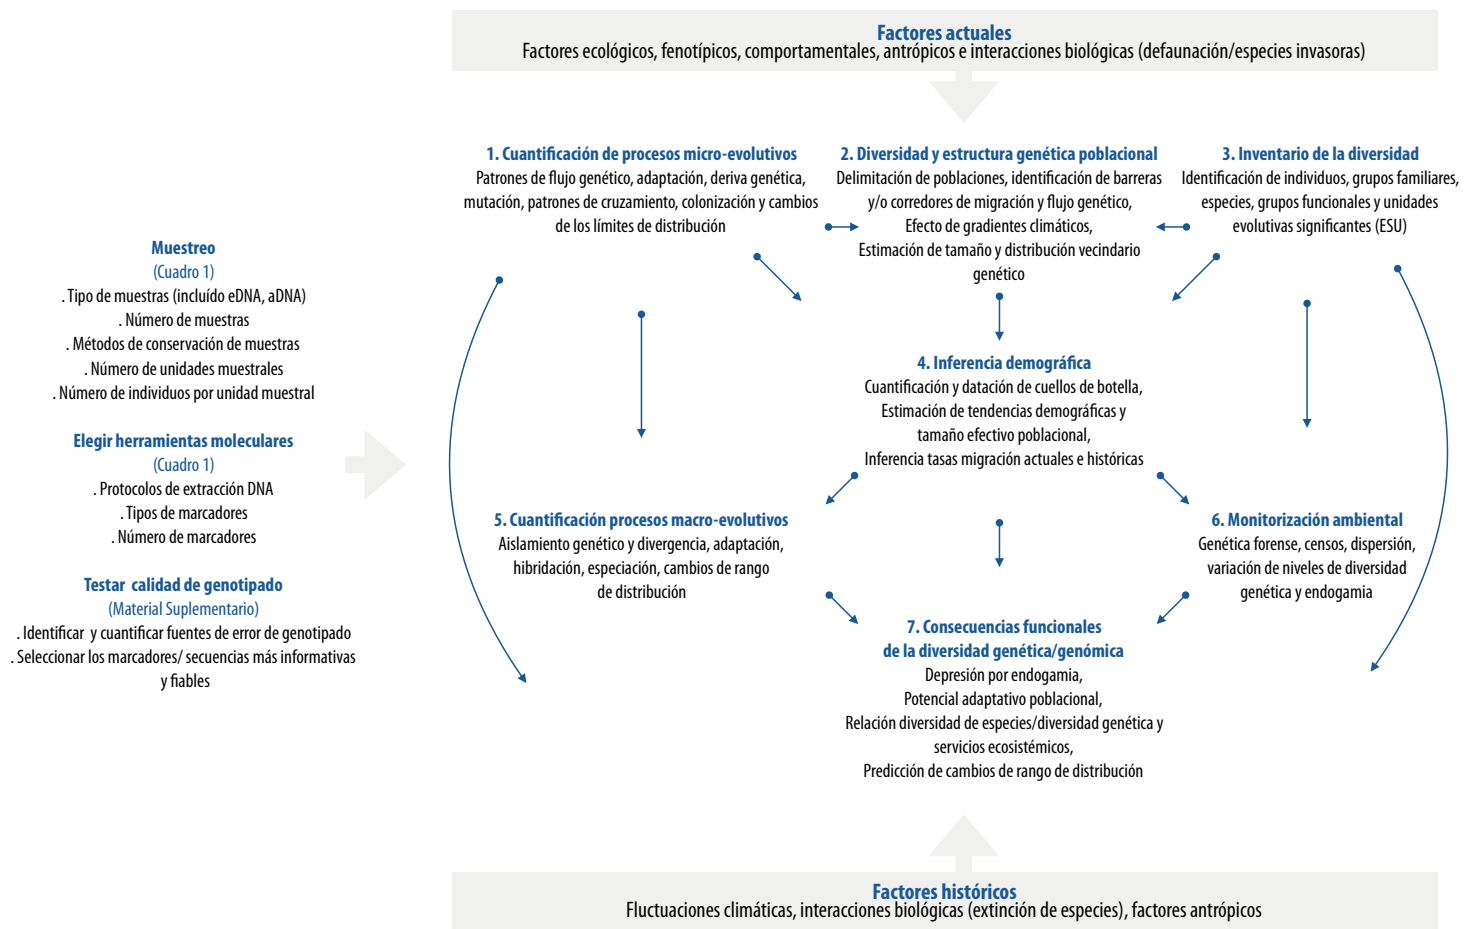 Factores actuales
Factores ecológicos, fenotípicos, comportamentales, antrópicos e interacciones biológicas (defaunación/especies invasoras)
Muestreo
(Cuadro 1)
. Tipo de muestras (incluído eDNA, aDNA)
. Número de muestras
. Métodos de conservación de muestras
. Número de unidades muestrales
. Número de individuos por unidad muestral
Elegir herramientas moleculares
(Cuadro 1)
. Protocolos de extracción DNA
. Tipos de marcadores
. Número de marcadores
Testar calidad de genotipado
(Material Suplementario)
. Identificar y cuantificar fuentes de error de genotipado
. Seleccionar los marcadores/ secuencias más informativas
y fiables
1. Cuantificación de procesos micro-evolutivos
Patrones de flujo genético, adaptación, deriva genética,
mutación, patrones de cruzamiento, colonización y cambios
de los límites de distribución
2. Diversidad y estructura genética poblacional
Delimitación de poblaciones, identificación de barreras
y/o corredores de migración y flujo genético,
Efecto de gradientes climáticos,
Estimación de tamaño y distribución vecindario
genético
3. Inventario de la diversidad
Identificación de individuos, grupos familiares,
especies, grupos funcionales y unidades
evolutivas significantes (ESU)
4. Inferencia demográfica
Cuantificación y datación de cuellos de botella,
Estimación de tendencias demográficas y
tamaño efectivo poblacional,
Inferencia tasas migración actuales e históricas
5. Cuantificación procesos macro-evolutivos
Aislamiento genético y divergencia, adaptación,
hibridación, especiación, cambios de rango
de distribución
6. Monitorización ambiental
Genética forense, censos, dispersión,
variación de niveles de diversidad
genética y endogamia
7. Consecuencias funcionales
de la diversidad genética/genómica
Depresión por endogamia,
Potencial adaptativo poblacional,
Relación diversidad de especies/diversidad genética y
servicios ecosistémicos,
Predicción de cambios de rango de distribución
Factores históricos
Fluctuaciones climáticas, interacciones biológicas (extinción de especies), factores antrópicos